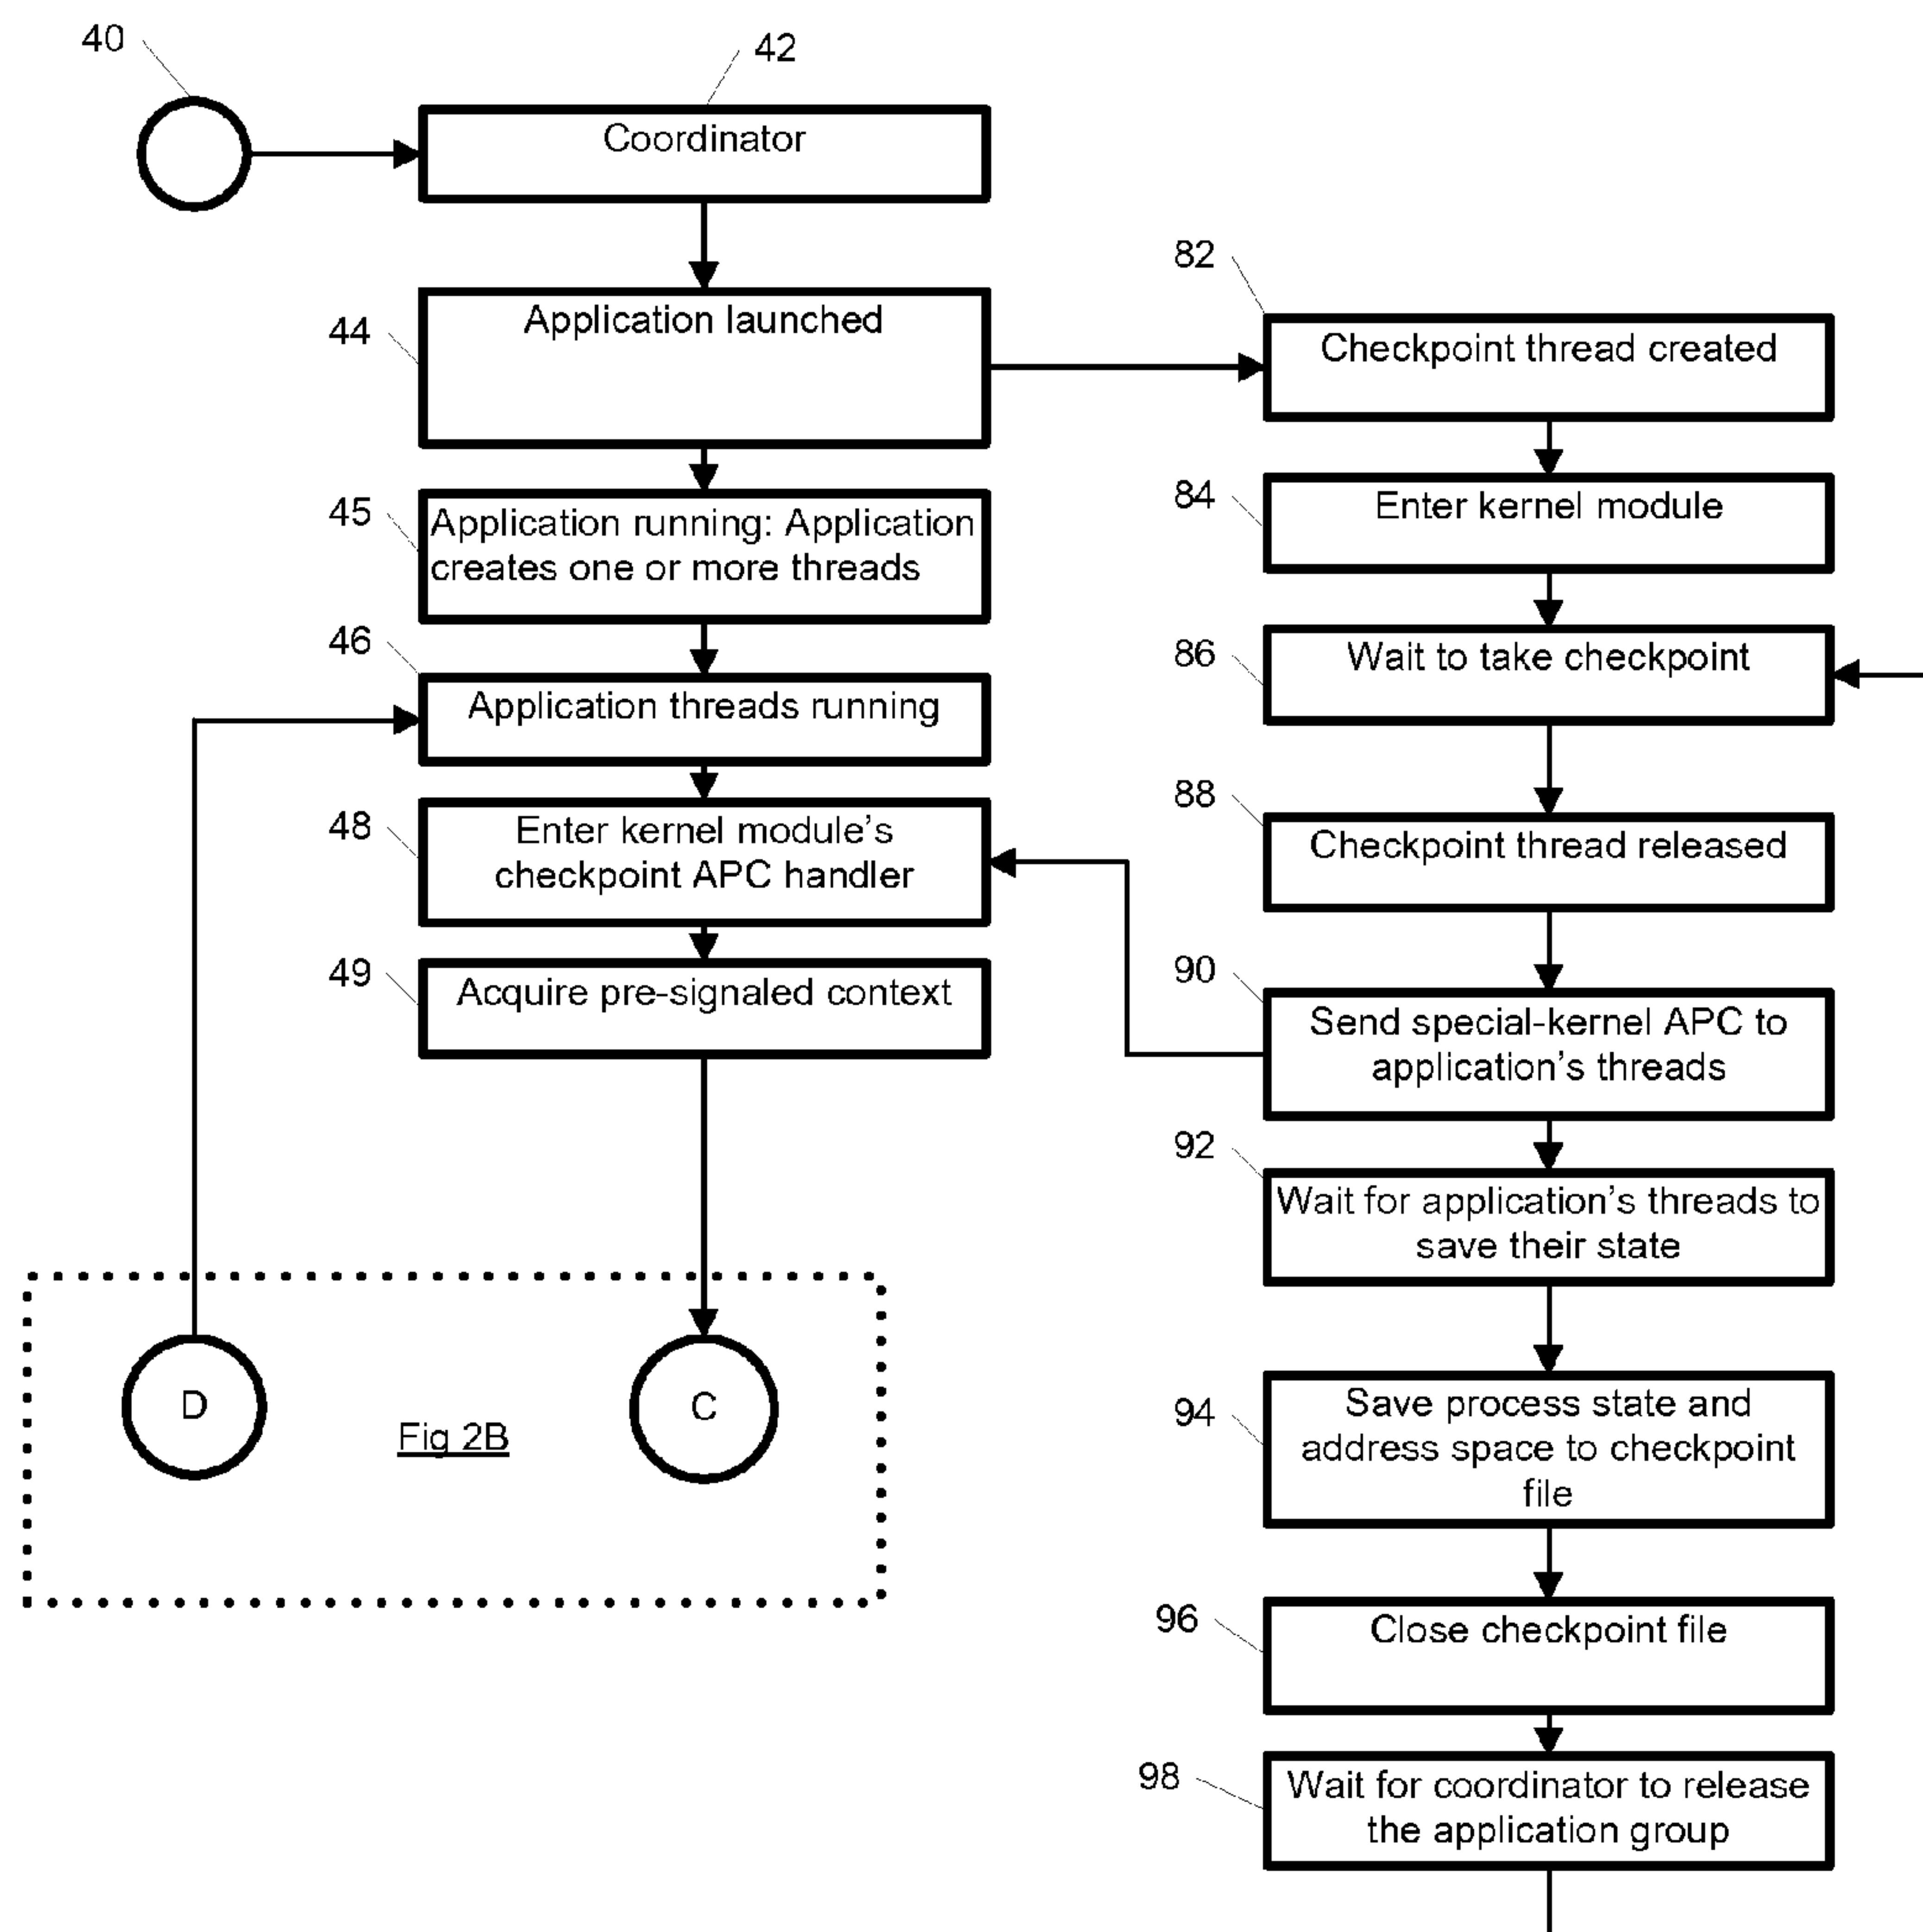 40
42
Coordinator
44
Application launched
45
Application running: Application
creates one or more threads
46
Application threads running
48
Enter kernel module's
checkpoint APC handler
49
Acquire pre-signaled context
D
Fig 2B
C
82
Checkpoint thread created
84
Enter kernel module
86
Wait to take checkpoint
88
Checkpoint thread released
90
Send special-kernel APC to
application's threads
92
Wait for application's threads to
save their state
94
Save process state and
address space to checkpoint
file
96
Close checkpoint file
98
Wait for coordinator to release
the application group